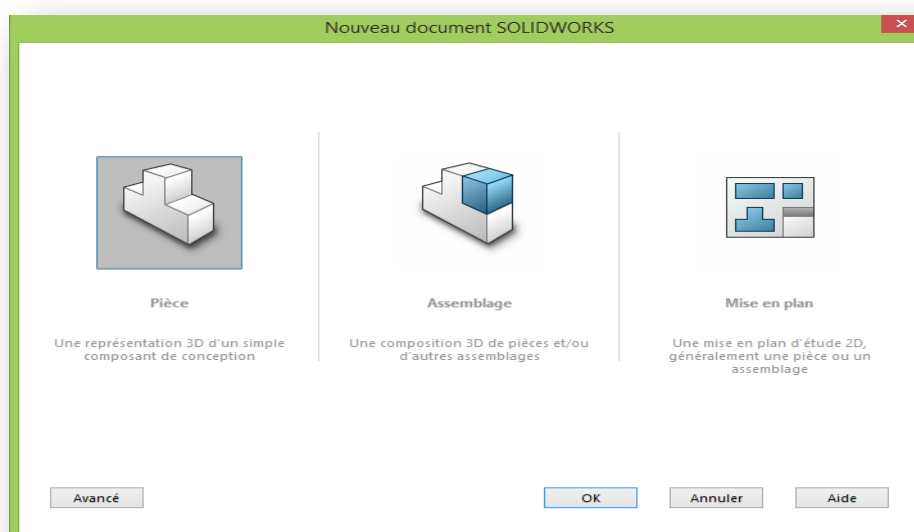 Nouveau document SOLIDWORKS
Pièce
Une représentation 3D d'un simple
composant de conception
Assemblage
Une composition 3D de pièces et/ou
d'autres assemblages
Mise en plan
Une mise en plan d'étude 2D,
généralement une pièce ou un
assemblage
Avancé
OK
Annuler
Aide